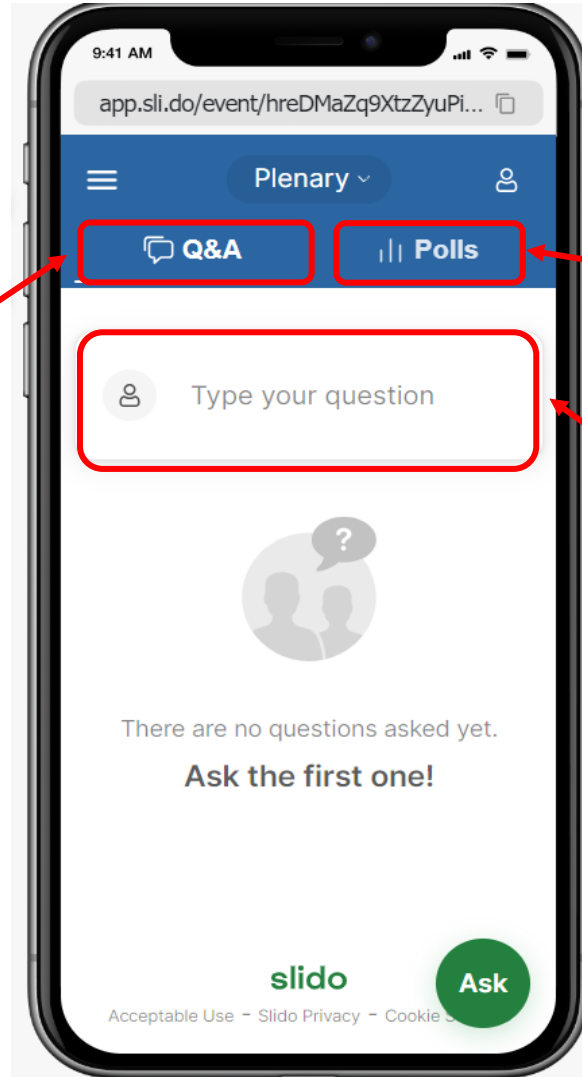 9:41 AM
app.sli.do/event/hreDMaZq9XtzZyuPi...
Plenary
Q&A
Polls
Type your question
?
There are no questions asked yet.
Ask the first one!
slido
Ask
Acceptable Use - Slido Privacy - Cookie